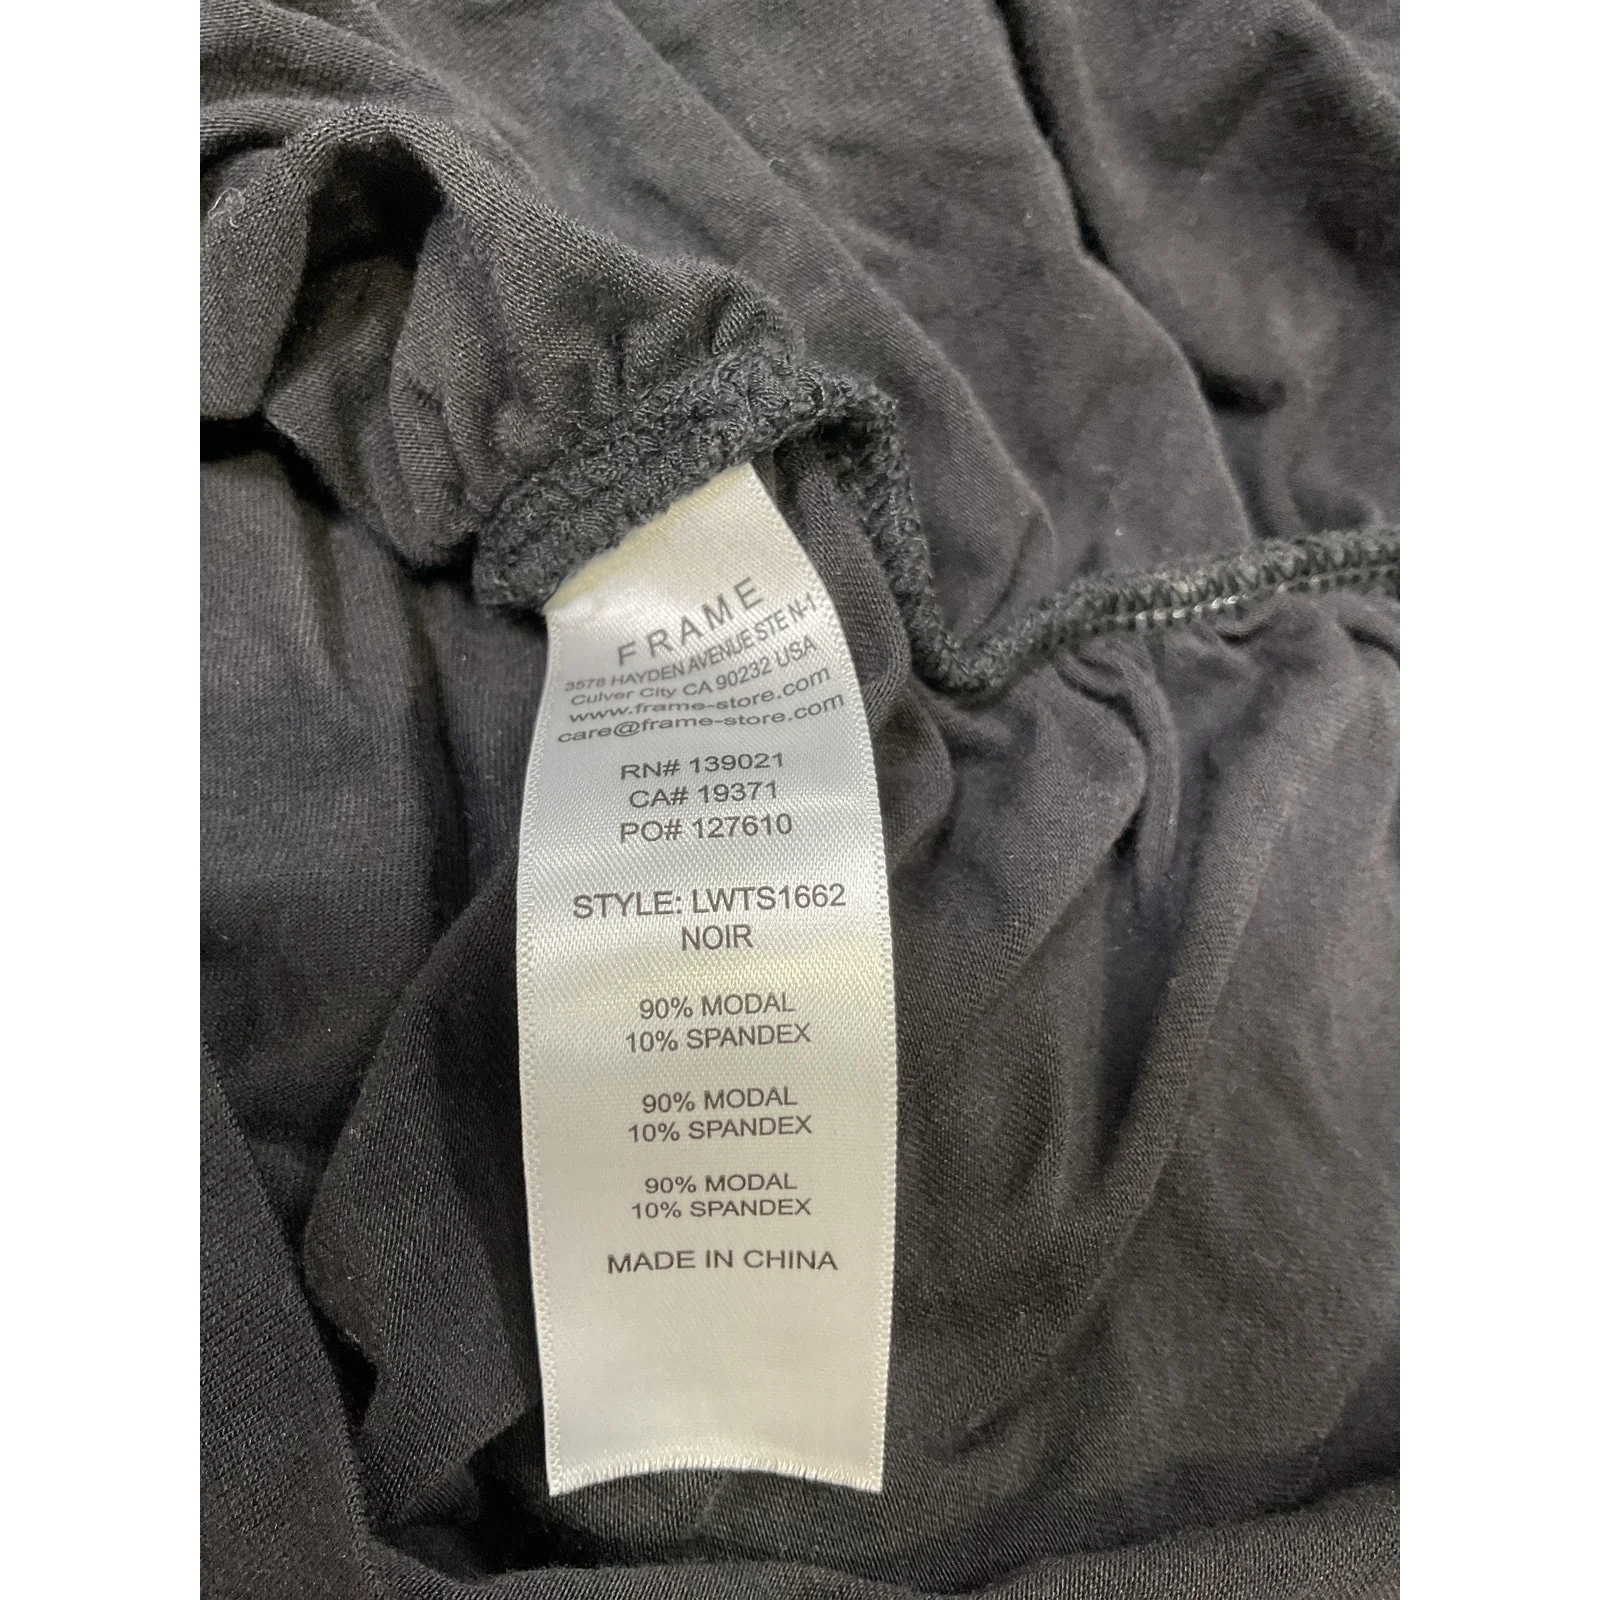 FRAME
3578 HAYDEN AVENUE STE N-1
Culver City CA 90232 USA
www.frame-store.com
care@frame-store.com
RN# 139021
CA# 19371
PO# 127610
STYLE: LWTS1662
NOIR
90% MODAL
10% SPANDEX
90% MODAL
10% SPANDEX
90% MODAL
10% SPANDEX
MADE IN CHINA